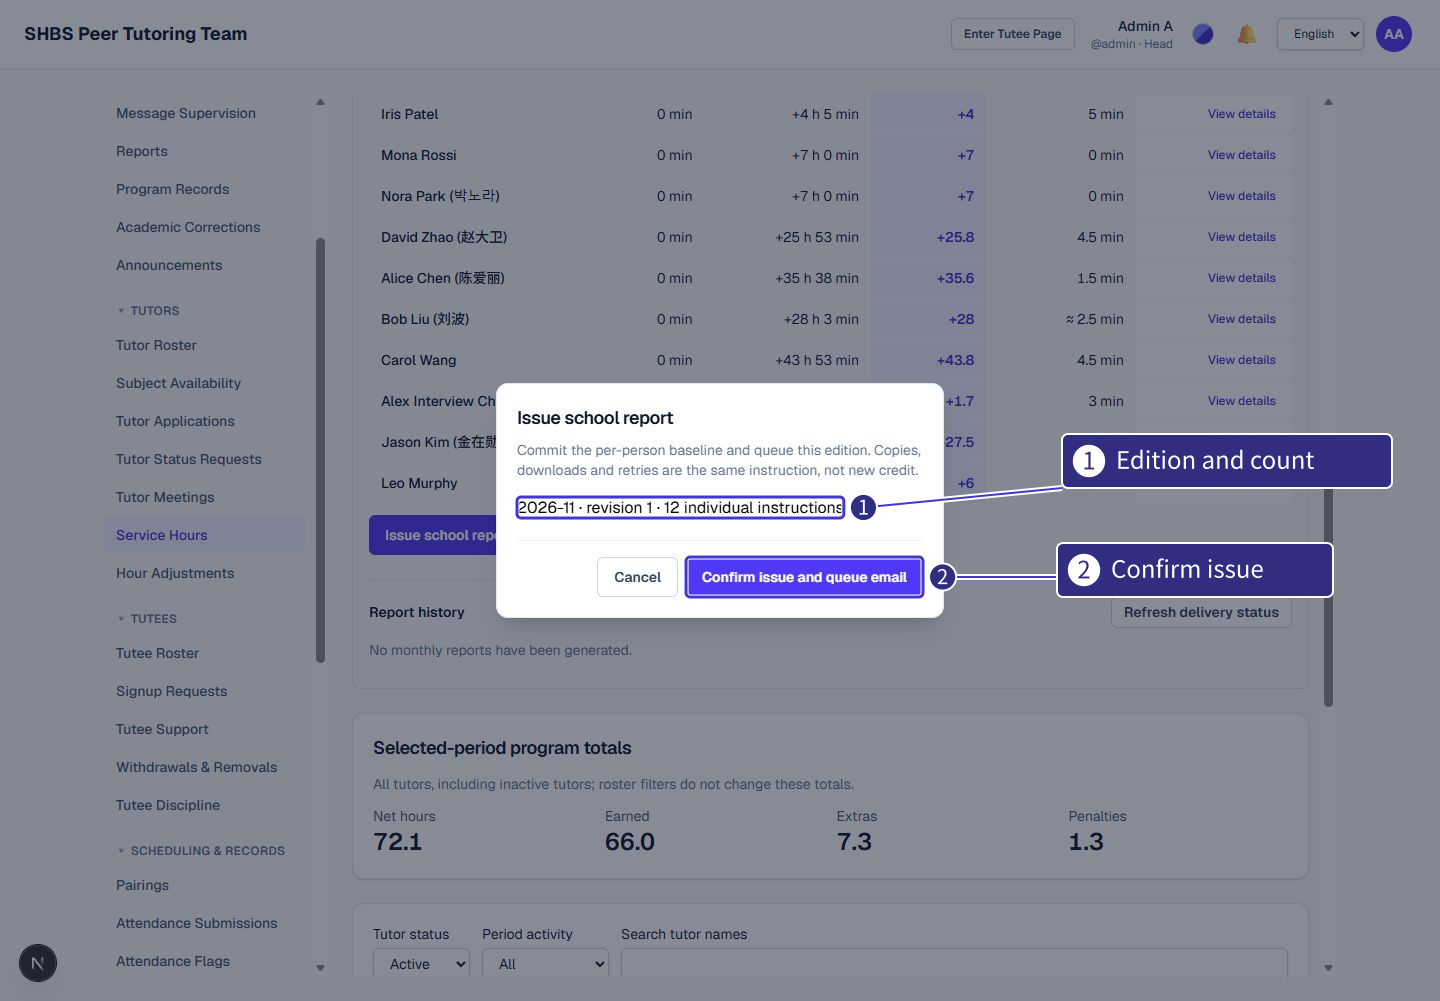 SHBS Peer Tutoring Team
Enter Tutee Page
Admin A
@admin · Head
English
AA
Message Supervision
Reports
Program Records
Academic Corrections
Announcements
▼ TUTORS
Tutor Roster
Subject Availability
Tutor Applications
Tutor Status Requests
Tutor Meetings
Service Hours
Hour Adjustments
▼ TUTEES
Tutee Roster
Signup Requests
Tutee Support
Withdrawals & Removals
Tutee Discipline
▼ SCHEDULING & RECORDS
Pairings
Attendance Submissions
Attendance Flags
N
Iris Patel 0 min +4 h 5 min +4 5 min View details
Mona Rossi 0 min +7 h 0 min +7 0 min View details
Nora Park (박노라) 0 min +7 h 0 min +7 0 min View details
David Zhao (赵大卫) 0 min +25 h 53 min +25.8 4.5 min View details
Alice Chen (陈爱丽) 0 min +35 h 38 min +35.6 1.5 min View details
Bob Liu (刘波) 0 min +28 h 3 min +28 ≈ 2.5 min View details
Carol Wang 0 min +43 h 53 min +43.8 4.5 min View details
Alex Interview Ch +1.7 3 min View details
Jason Kim (金在勋 27.5
Leo Murphy +6
Issue school repo
Issue school report
Commit the per-person baseline and queue this edition. Copies,
downloads and retries are the same instruction, not new credit.
2026-11 · revision 1 · 12 individual instructions
1
1 Edition and count
Cancel
Confirm issue and queue email
2
2 Confirm issue
Report history
Refresh delivery status
No monthly reports have been generated.
Selected-period program totals
All tutors, including inactive tutors; roster filters do not change these totals.
Net hours Earned Extras Penalties
72.1 66.0 7.3 1.3
Tutor status Period activity Search tutor names
Active All